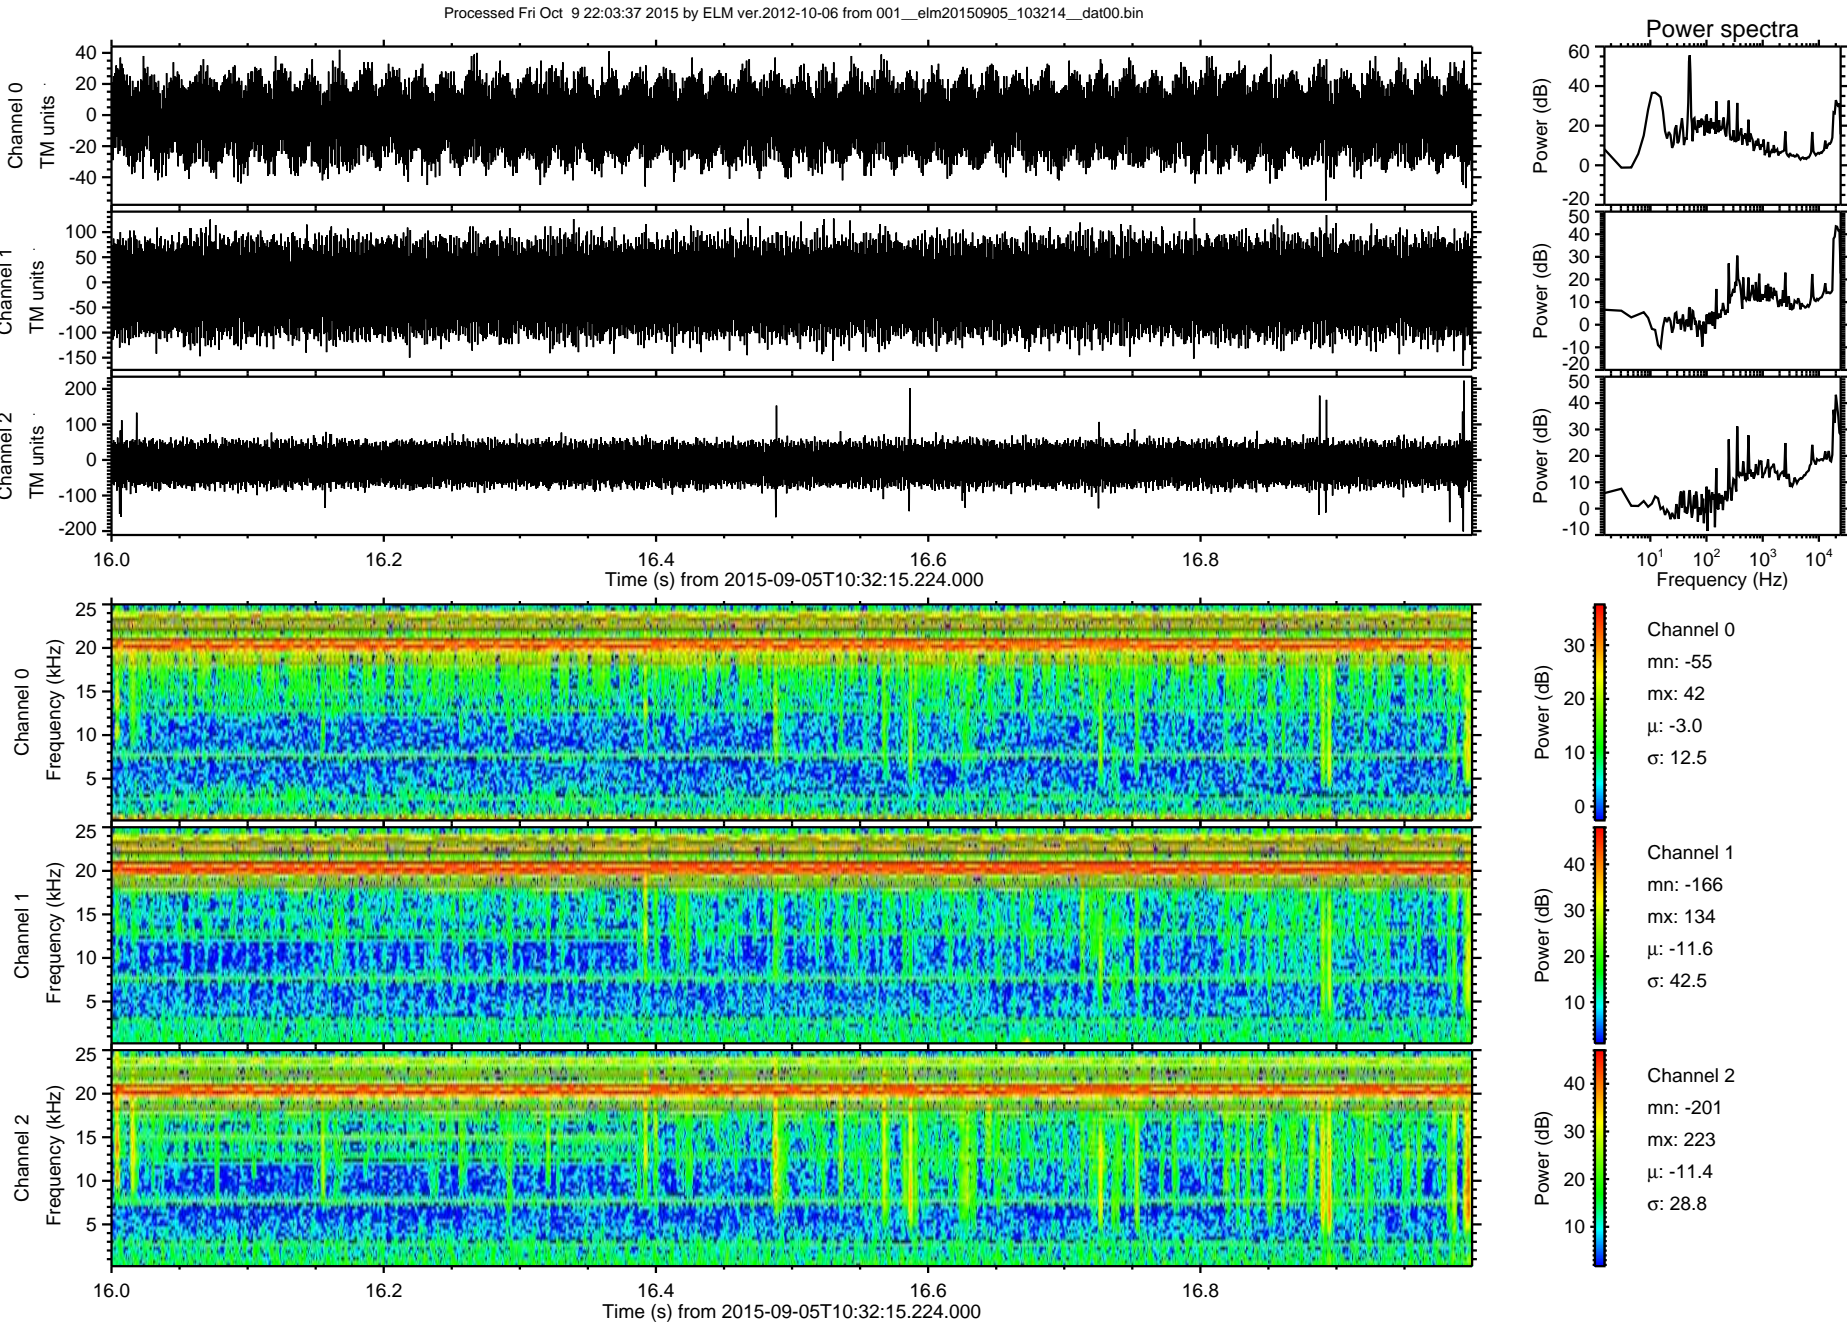 Processed Fri Oct  9 22:03:37 2015 by ELM ver.2012-10-06 from 001__elm20150905_103214__dat00.bin
Power spectra
Channel 0
TM units
40
20
0
-20
-40
Power (dB)
60
40
20
0
-20
Channel 1
TM units
100
50
0
-50
-100
-150
Power (dB)
50
40
30
20
10
0
-10
-20
Channel 2
TM units
200
100
0
-100
-200
Power (dB)
50
40
30
20
10
0
-10
16.0 16.2 16.4 16.6 16.8
Time (s) from 2015-09-05T10:32:15.224.000
10^1 10^2 10^3 10^4
Frequency (Hz)
Channel 0
Frequency (kHz)
25
20
15
10
5
Power (dB)
30
20
10
0
Channel 0
mn: -55
mx: 42
μ: -3.0
σ: 12.5
Channel 1
Frequency (kHz)
25
20
15
10
5
Power (dB)
40
30
20
10
Channel 1
mn: -166
mx: 134
μ: -11.6
σ: 42.5
Channel 2
Frequency (kHz)
25
20
15
10
5
Power (dB)
40
30
20
10
Channel 2
mn: -201
mx: 223
μ: -11.4
σ: 28.8
16.0 16.2 16.4 16.6 16.8
Time (s) from 2015-09-05T10:32:15.224.000